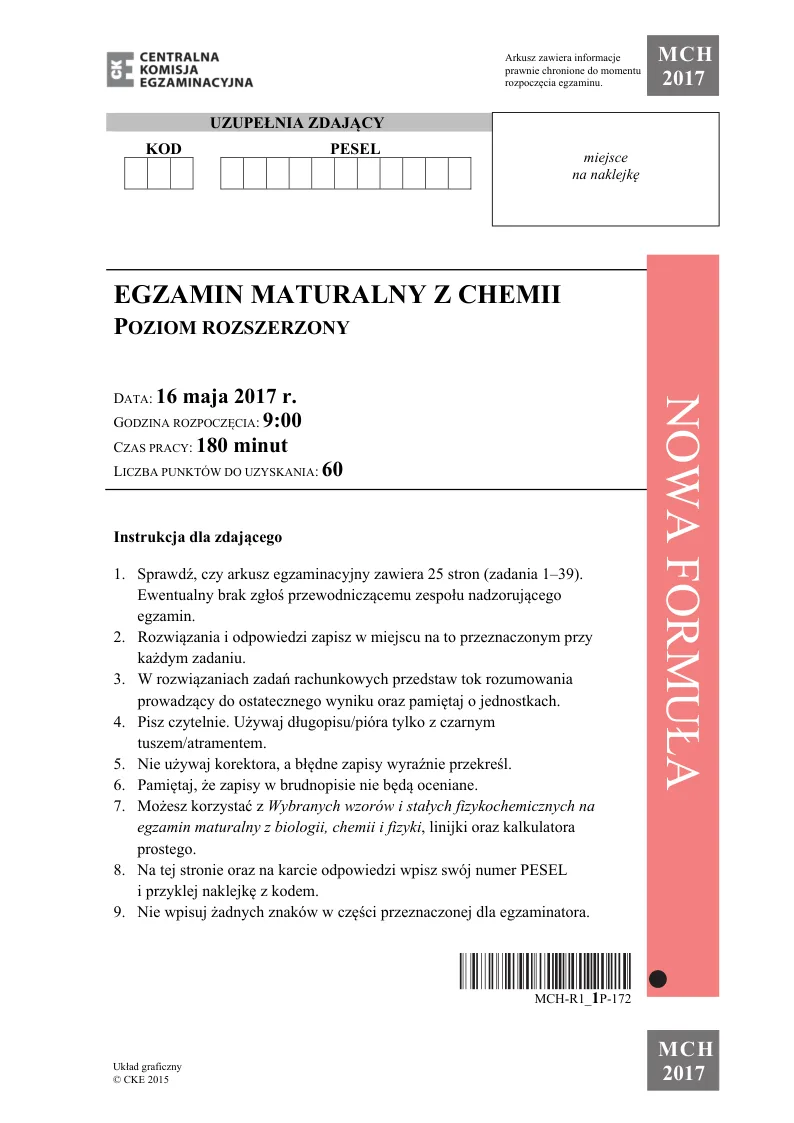 CENTRALNA
KOMISJA
EGZAMINACYJNA
CKE
Arkusz zawiera informacje
prawnie chronione do momentu
rozpoczęcia egzaminu.
MCH
2017
UZUPEŁNIA ZDAJĄCY
KOD PESEL
miejsce
na naklejkę
EGZAMIN MATURALNY Z CHEMII
POZIOM ROZSZERZONY
DATA: 16 maja 2017 r.
GODZINA ROZPOCZĘCIA: 9:00
CZAS PRACY: 180 minut
LICZBA PUNKTÓW DO UZYSKANIA: 60
NOWA FORMUŁA
Instrukcja dla zdającego
1. Sprawdź, czy arkusz egzaminacyjny zawiera 25 stron (zadania 1–39).
Ewentualny brak zgłoś przewodniczącemu zespołu nadzorującego
egzamin.
2. Rozwiązania i odpowiedzi zapisz w miejscu na to przeznaczonym przy
każdym zadaniu.
3. W rozwiązaniach zadań rachunkowych przedstaw tok rozumowania
prowadzący do ostatecznego wyniku oraz pamiętaj o jednostkach.
4. Pisz czytelnie. Używaj długopisu/pióra tylko z czarnym
tuszem/atramentem.
5. Nie używaj korektora, a błędne zapisy wyraźnie przekreśl.
6. Pamiętaj, że zapisy w brudnopisie nie będą oceniane.
7. Możesz korzystać z Wybranych wzorów i stałych fizykochemicznych na
egzamin maturalny z biologii, chemii i fizyki, linijki oraz kalkulatora
prostego.
8. Na tej stronie oraz na karcie odpowiedzi wpisz swój numer PESEL
i przyklej naklejkę z kodem.
9. Nie wpisuj żadnych znaków w części przeznaczonej dla egzaminatora.
MCH-R1_1P-172
Układ graficzny
© CKE 2015
MCH
2017